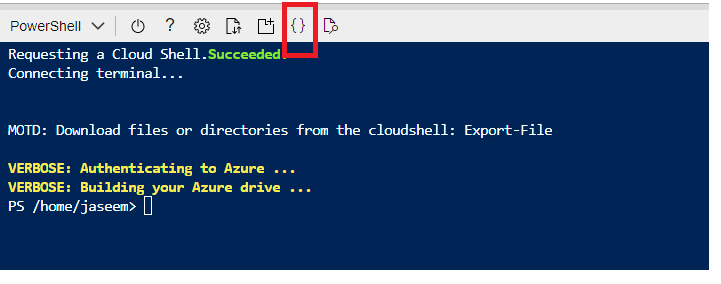 PowerShell ? {}
Requesting a Cloud Shell.Succeeded.
Connecting terminal...
MOTD: Download files or directories from the cloudshell: Export-File
VERBOSE: Authenticating to Azure ...
VERBOSE: Building your Azure drive ...
PS /home/jaseem>